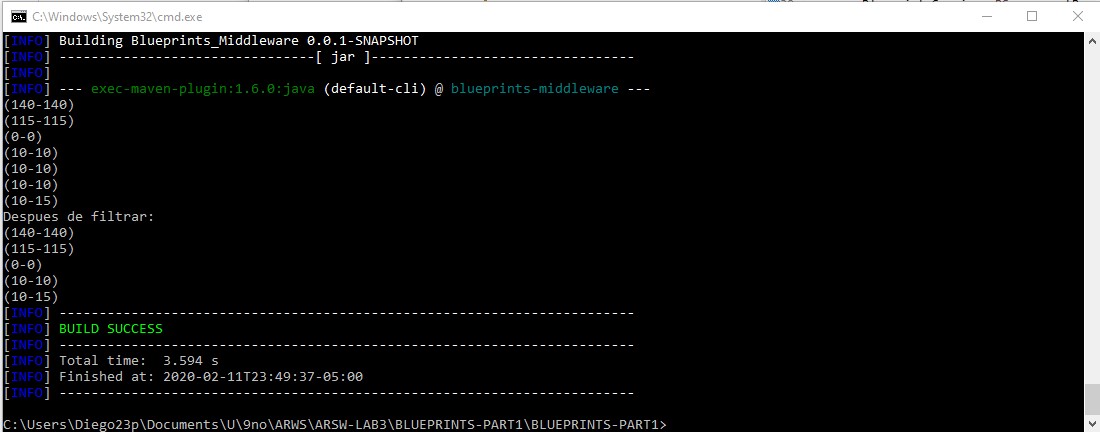 C:\Windows\System32\cmd.exe
[INFO] Building Blueprints_Middleware 0.0.1-SNAPSHOT
[INFO] --------------------------------[ jar ]---------------------------------
[INFO]
[INFO] --- exec-maven-plugin:1.6.0:java (default-cli) @ blueprints-middleware ---
(140-140)
(115-115)
(0-0)
(10-10)
(10-10)
(10-10)
(10-15)
Despues de filtrar:
(140-140)
(115-115)
(0-0)
(10-10)
(10-15)
[INFO] ------------------------------------------------------------------------
[INFO] BUILD SUCCESS
[INFO] ------------------------------------------------------------------------
[INFO] Total time:  3.594 s
[INFO] Finished at: 2020-02-11T23:49:37-05:00
[INFO] ------------------------------------------------------------------------
C:\Users\Diego23p\Documents\U\9no\ARWS\ARSW-LAB3\BLUEPRINTS-PART1\BLUEPRINTS-PART1>